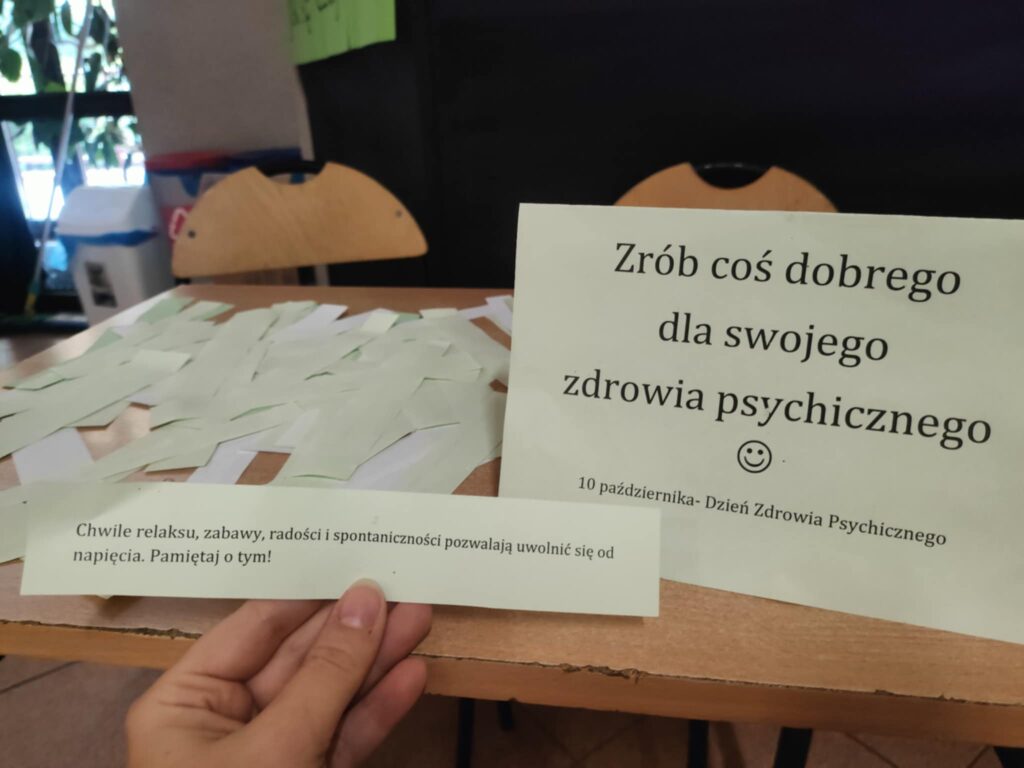 Zrób coś dobrego
dla swojego
zdrowia psychicznego
10 października- Dzień Zdrowia Psychicznego
Chwile relaksu, zabawy, radości i spontaniczności pozwalają uwolnić się od
napięcia. Pamiętaj o tym!